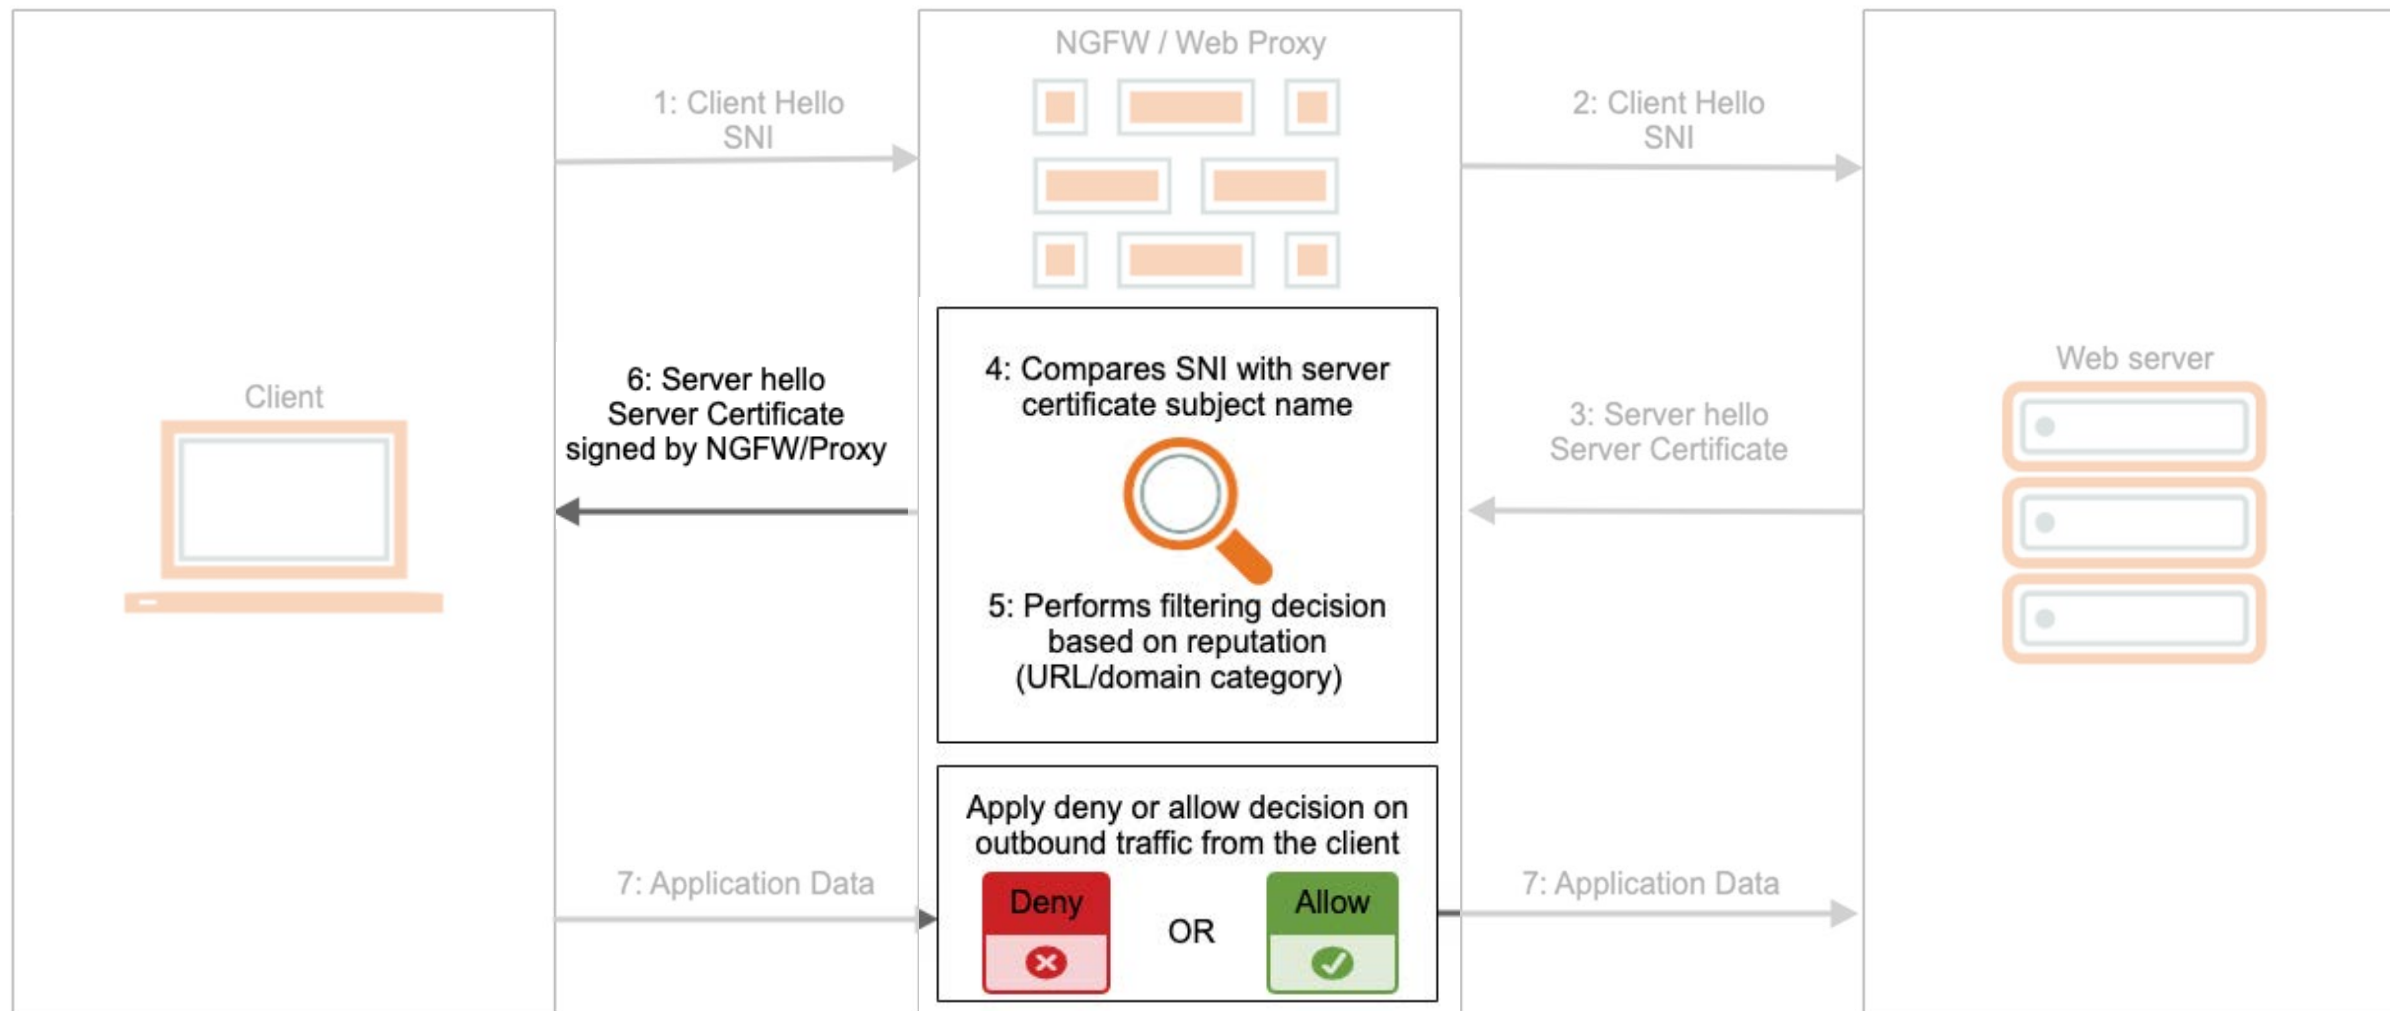 NGFW / Web Proxy
1: Client Hello
SNI
2: Client Hello
SNI
Client
6: Server hello
Server Certificate
signed by NGFW/Proxy
4: Compares SNI with server
certificate subject name
3: Server hello
Server Certificate
Web server
5: Performs filtering decision
based on reputation
(URL/domain category)
Apply deny or allow decision on
outbound traffic from the client
7: Application Data
Deny
OR
Allow
7: Application Data